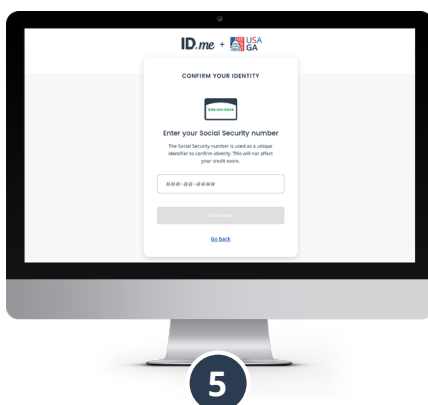 ID.me + USA
GA
CONFIRM YOUR IDENTITY
###-##-####
Enter your Social Security number
The Social Security number is used as a unique
identifier to confirm identity. This will not affect
your credit score.
###-##-####
Continue
Go back
5